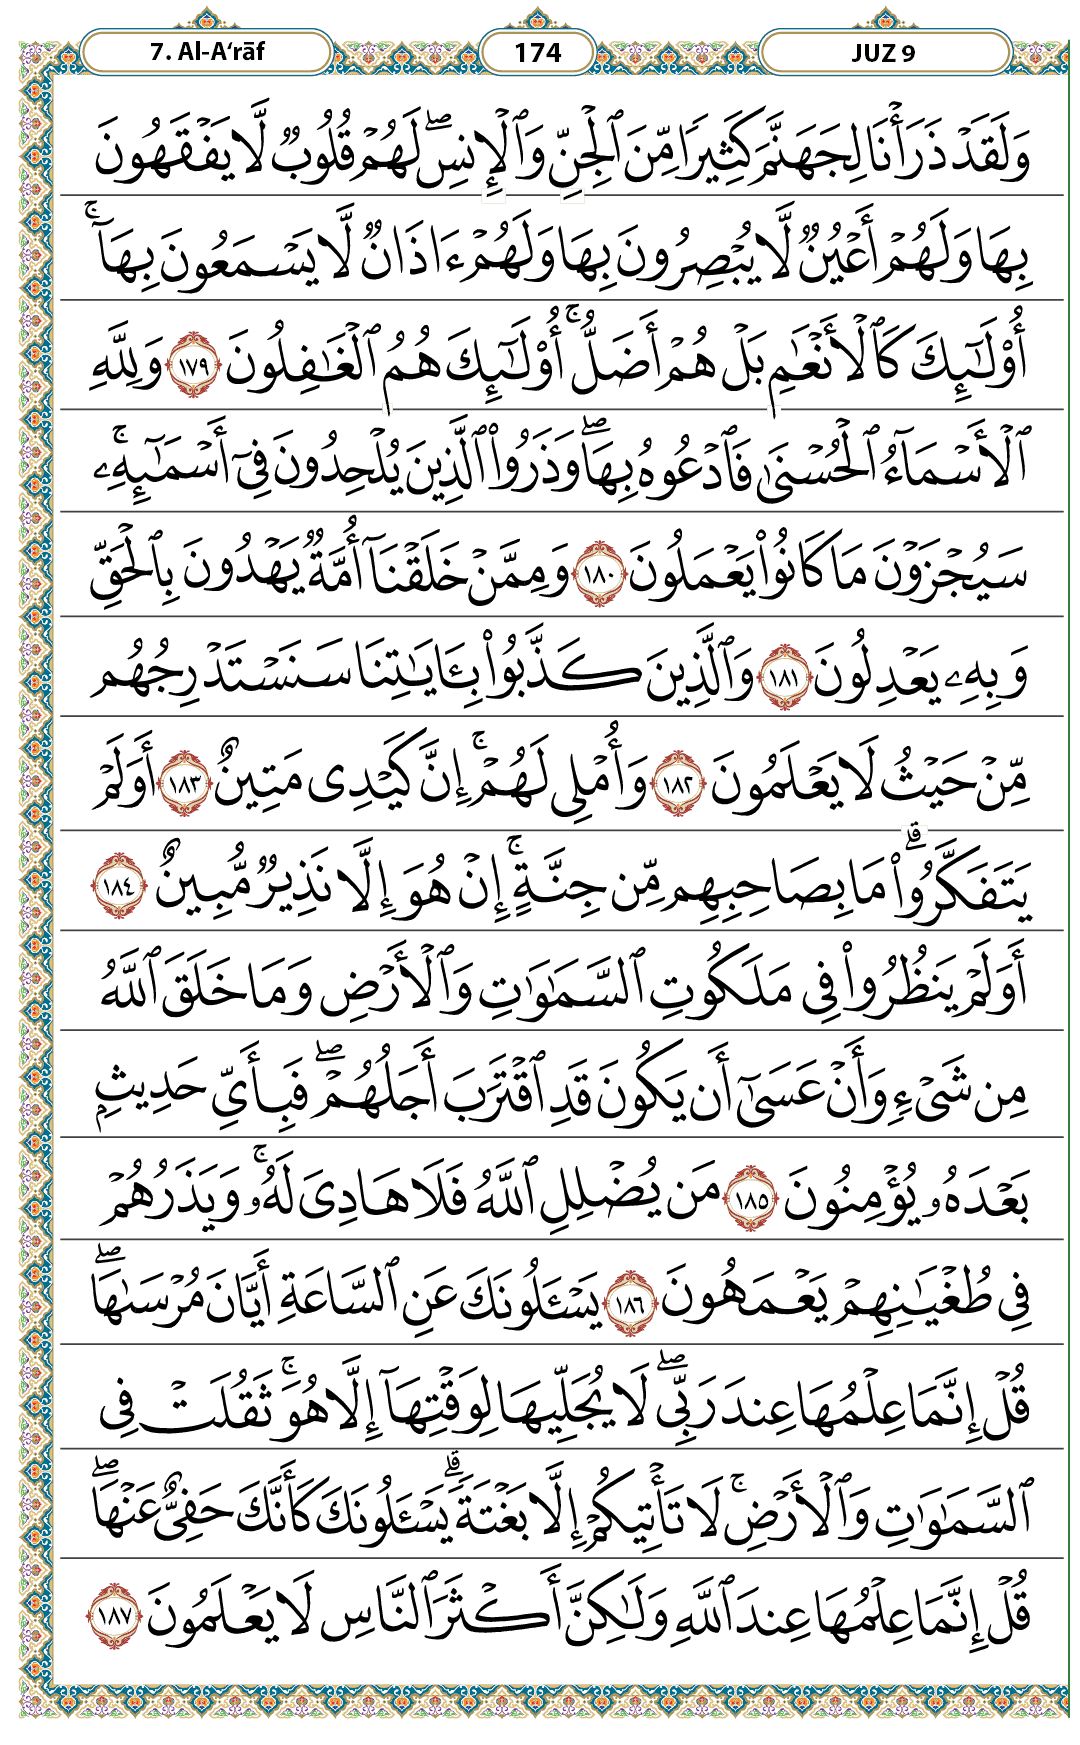 7. Al-A‘rāf 174 JUZ 9
وَلَقَدْ ذَرَأْنَا لِجَهَنَّمَ كَثِيرًا مِّنَ ٱلْجِنِّ وَٱلْإِنسِ ۖ لَهُمْ قُلُوبٌ لَّا يَفْقَهُونَ
بِهَا وَلَهُمْ أَعْيُنٌ لَّا يُبْصِرُونَ بِهَا وَلَهُمْ ءَاذَانٌ لَّا يَسْمَعُونَ بِهَآ ۚ
أُو۟لَـٰٓئِكَ كَٱلْأَنْعَـٰمِ بَلْ هُمْ أَضَلُّ ۚ أُو۟لَـٰٓئِكَ هُمُ ٱلْغَـٰفِلُونَ ١٧٩ وَلِلَّهِ
ٱلْأَسْمَآءُ ٱلْحُسْنَىٰ فَٱدْعُوهُ بِهَا ۖ وَذَرُوا۟ ٱلَّذِينَ يُلْحِدُونَ فِىٓ أَسْمَـٰٓئِهِۦ ۚ
سَيُجْزَوْنَ مَا كَانُوا۟ يَعْمَلُونَ ١٨٠ وَمِمَّنْ خَلَقْنَآ أُمَّةٌ يَهْدُونَ بِٱلْحَقِّ
وَبِهِۦ يَعْدِلُونَ ١٨١ وَٱلَّذِينَ كَذَّبُوا۟ بِـَٔايَـٰتِنَا سَنَسْتَدْرِجُهُم
مِّنْ حَيْثُ لَا يَعْلَمُونَ ١٨٢ وَأُمْلِى لَهُمْ ۚ إِنَّ كَيْدِى مَتِينٌ ١٨٣ أَوَلَمْ
يَتَفَكَّرُوا۟ ۗ مَا بِصَاحِبِهِم مِّن جِنَّةٍ ۚ إِنْ هُوَ إِلَّا نَذِيرٌ مُّبِينٌ ١٨٤
أَوَلَمْ يَنظُرُوا۟ فِى مَلَكُوتِ ٱلسَّمَـٰوَٰتِ وَٱلْأَرْضِ وَمَا خَلَقَ ٱللَّهُ
مِن شَىْءٍ وَأَنْ عَسَىٰٓ أَن يَكُونَ قَدِ ٱقْتَرَبَ أَجَلُهُمْ ۖ فَبِأَىِّ حَدِيثٍۭ
بَعْدَهُۥ يُؤْمِنُونَ ١٨٥ مَن يُضْلِلِ ٱللَّهُ فَلَا هَادِىَ لَهُۥ ۚ وَيَذَرُهُمْ
فِى طُغْيَـٰنِهِمْ يَعْمَهُونَ ١٨٦ يَسْـَٔلُونَكَ عَنِ ٱلسَّاعَةِ أَيَّانَ مُرْسَىٰهَا ۖ
قُلْ إِنَّمَا عِلْمُهَا عِندَ رَبِّى ۖ لَا يُجَلِّيهَا لِوَقْتِهَآ إِلَّا هُوَ ۚ ثَقُلَتْ فِى
ٱلسَّمَـٰوَٰتِ وَٱلْأَرْضِ ۚ لَا تَأْتِيكُمْ إِلَّا بَغْتَةً ۗ يَسْـَٔلُونَكَ كَأَنَّكَ حَفِىٌّ عَنْهَا ۖ
قُلْ إِنَّمَا عِلْمُهَا عِندَ ٱللَّهِ وَلَـٰكِنَّ أَكْثَرَ ٱلنَّاسِ لَا يَعْلَمُونَ ١٨٧